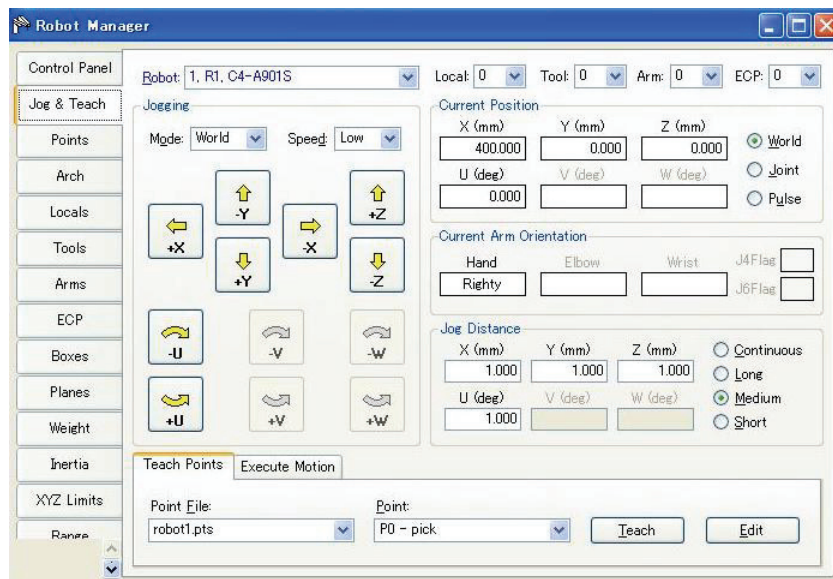 Robot Manager
Control Panel
Jog & Teach
Points
Arch
Locals
Tools
Arms
ECP
Boxes
Planes
Weight
Inertia
XYZ Limits
Range
Robot: 1, R1, C4-A901S
Local: 0 Tool: 0 Arm: 0 ECP: 0
Jogging
Mode: World Speed: Low
-Y +Z
+X -X
+Y -Z
-U -V -W
+U +V +W
Current Position
X (mm) Y (mm) Z (mm)
400.000 0.000 0.000
U (deg) V (deg) W (deg)
0.000
World
Joint
Pulse
Current Arm Orientation
Hand Elbow Wrist J4Flag
Righty J6Flag
Jog Distance
X (mm) Y (mm) Z (mm)
1.000 1.000 1.000
U (deg) V (deg) W (deg)
1.000
Continuous
Long
Medium
Short
Teach Points Execute Motion
Point File: Point:
robot1.pts P0 - pick Teach Edit